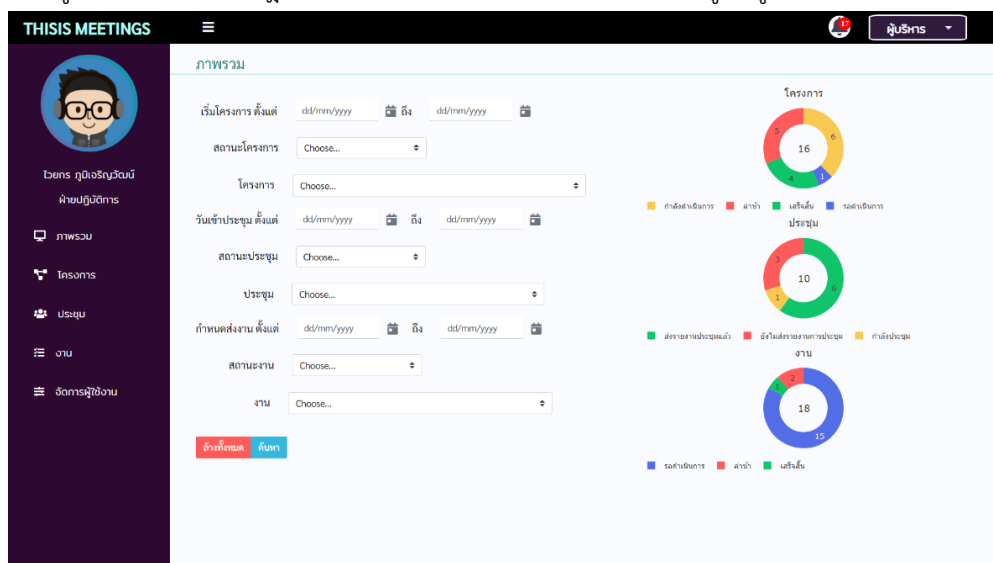 THISIS MEETINGS
17
ผู้บริหาร
ไวยกร ภูมิเจริญวัฒน์
ฝ่ายปฏิบัติการ
ภาพรวม
โครงการ
ประชุม
งาน
จัดการผู้ใช้งาน
ภาพรวม
เริ่มโครงการ ตั้งแต่ dd/mm/yyyy ถึง dd/mm/yyyy
สถานะโครงการ Choose...
โครงการ Choose...
วันเข้าประชุม ตั้งแต่ dd/mm/yyyy ถึง dd/mm/yyyy
สถานะประชุม Choose...
ประชุม Choose...
กำหนดส่งงาน ตั้งแต่ dd/mm/yyyy ถึง dd/mm/yyyy
สถานะงาน Choose...
งาน Choose...
ล้างทั้งหมด ค้นหา
โครงการ
5 6
16
4 1
กำลังดำเนินการ ล่าช้า เสร็จสิ้น รอดำเนินการ
ประชุม
3
10
1 6
ส่งรายงานประชุมแล้ว ยังไม่ส่งรายงานการประชุม กำลังประชุม
งาน
1 2
18
15
รอดำเนินการ ล่าช้า เสร็จสิ้น